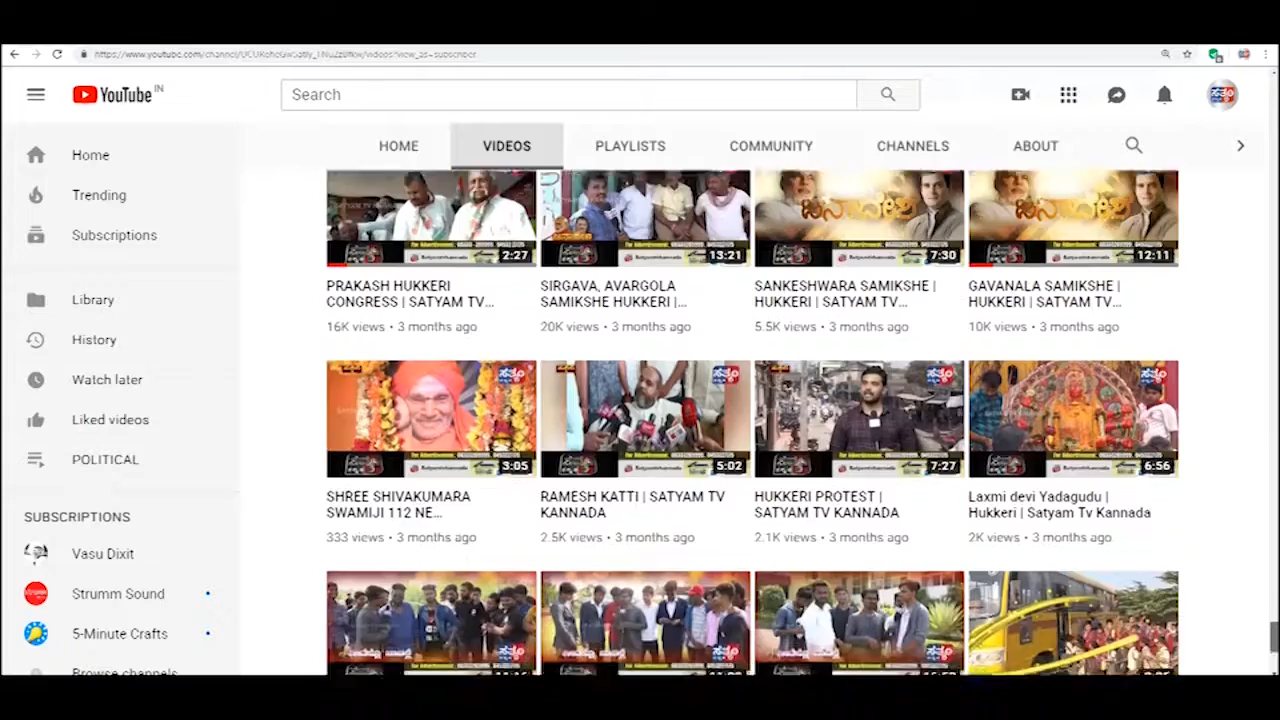 YouTube IN
Search
Home
Trending
Subscriptions
Library
History
Watch later
Liked videos
POLITICAL
SUBSCRIPTIONS
Vasu Dixit
Strumm Sound
5-Minute Crafts
Browse channels
HOME VIDEOS PLAYLISTS COMMUNITY CHANNELS ABOUT
2:27 13:21 7:30 12:11
PRAKASH HUKKERI
CONGRESS | SATYAM TV...
16K views • 3 months ago
SIRGAVA, AVARGOLA
SAMIKSHE HUKKERI |...
20K views • 3 months ago
SANKESHWARA SAMIKSHE |
HUKKERI | SATYAM TV...
5.5K views • 3 months ago
GAVANALA SAMIKSHE |
HUKKERI | SATYAM TV...
10K views • 3 months ago
ಸತ್ಯಂ ಸತ್ಯಂ ಸತ್ಯಂ ಸತ್ಯಂ
3:05 5:02 7:27 6:56
SHREE SHIVAKUMARA
SWAMIJI 112 NE...
333 views • 3 months ago
RAMESH KATTI | SATYAM TV
KANNADA
2.5K views • 3 months ago
HUKKERI PROTEST |
SATYAM TV KANNADA
2.1K views • 3 months ago
Laxmi devi Yadagudu |
Hukkeri | Satyam Tv Kannada
2K views • 3 months ago